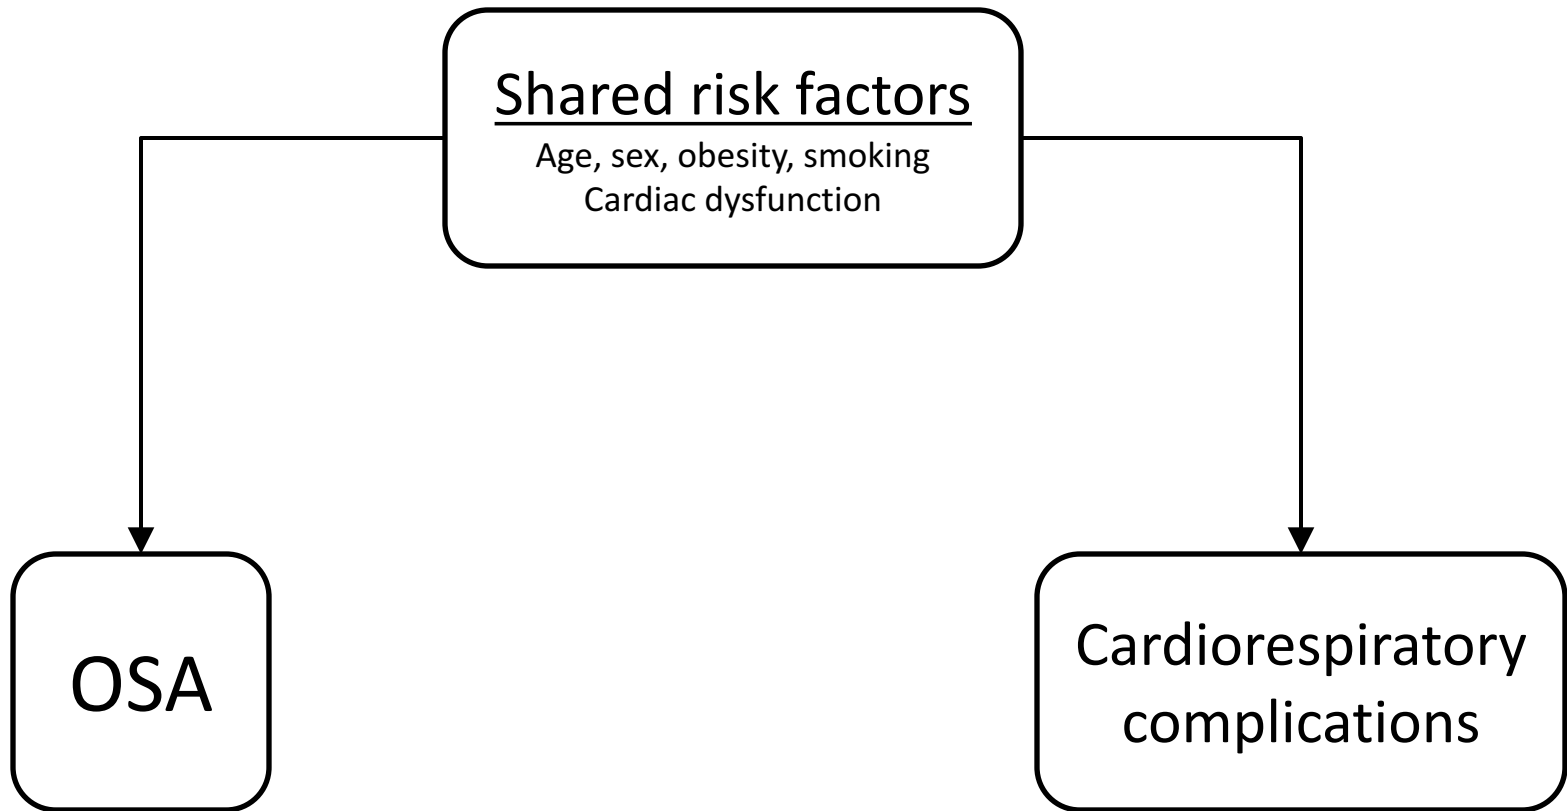 Shared risk factors
Age, sex, obesity, smoking
Cardiac dysfunction
OSA
Cardiorespiratory
complications